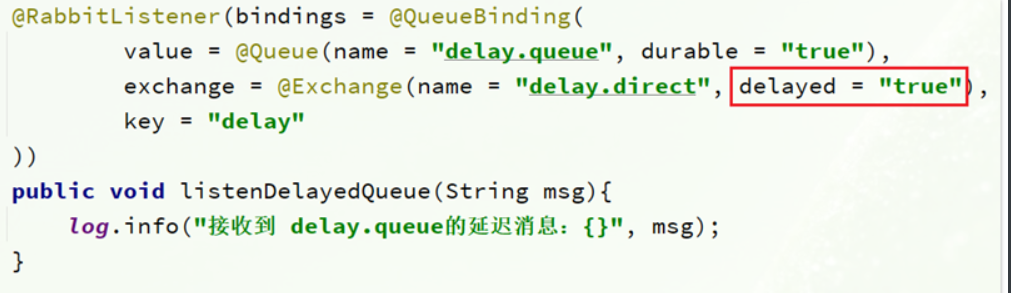 @RabbitListener(bindings = @QueueBinding(
        value = @Queue(name = "delay.queue", durable = "true"),
        exchange = @Exchange(name = "delay.direct", delayed = "true"),
        key = "delay"
))
public void listenDelayedQueue(String msg){
    log.info("接收到 delay.queue的延迟消息：{}", msg);
}